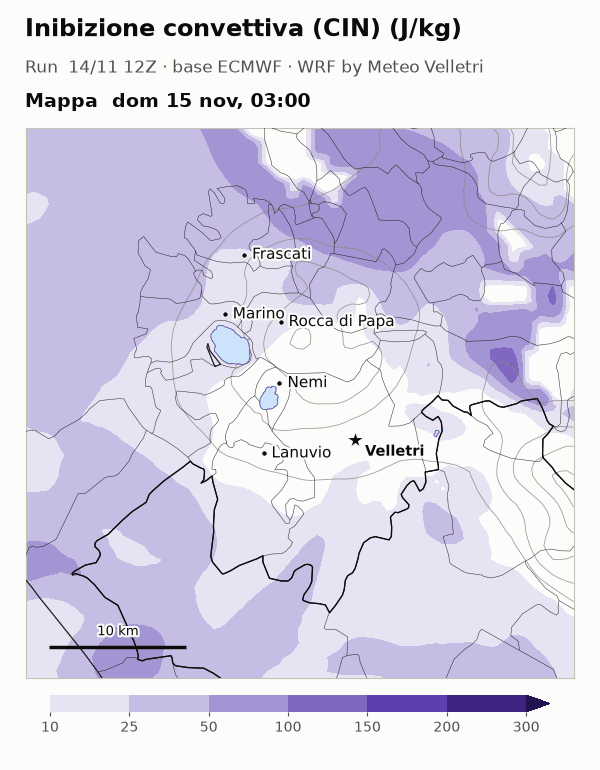 Inibizione convettiva (CIN) (J/kg)
Run  14/11 12Z · base ECMWF · WRF by Meteo Velletri
Mappa  dom 15 nov, 03:00
Frascati
Marino
Rocca di Papa
Nemi
Velletri
Lanuvio
10 km
10 25 50 100 150 200 300